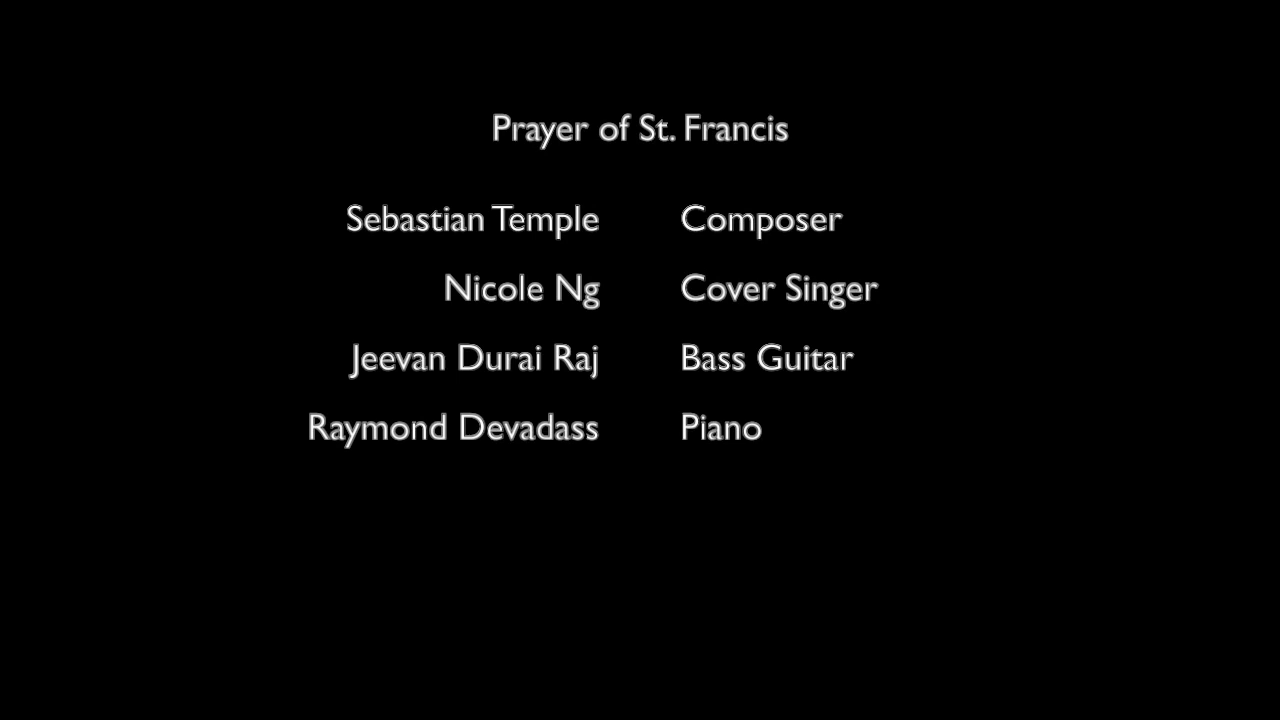 Prayer of St. Francis
Sebastian Temple Composer
Nicole Ng Cover Singer
Jeevan Durai Raj Bass Guitar
Raymond Devadass Piano